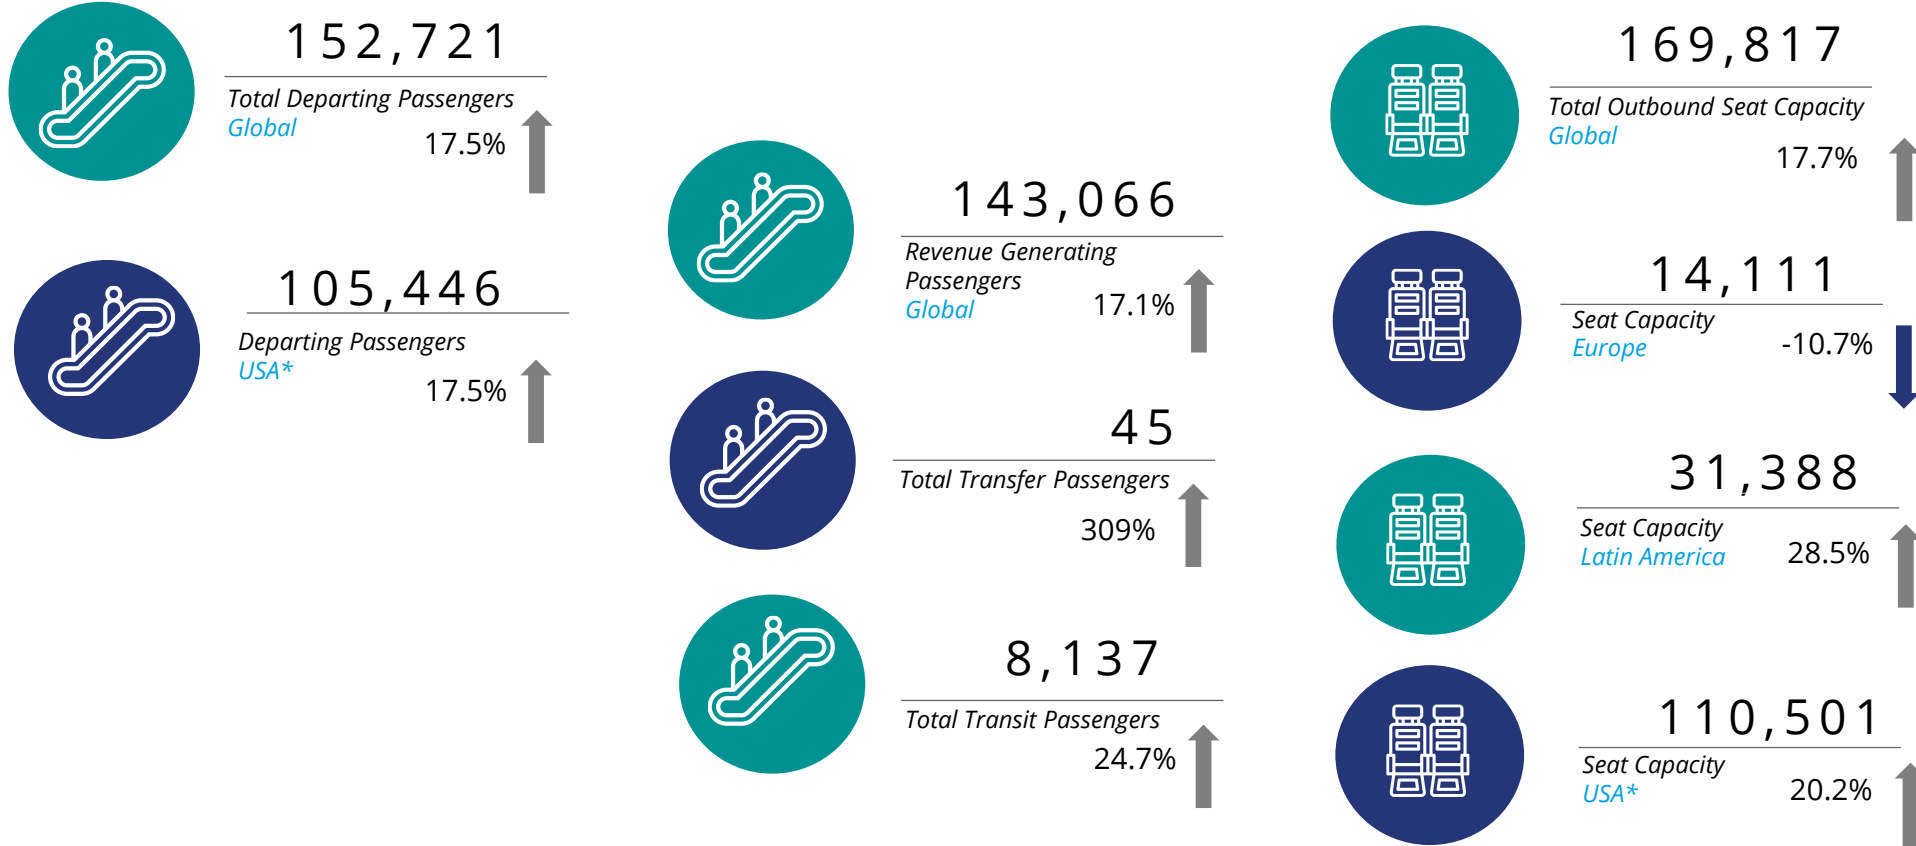 152,721
Total Departing Passengers
Global
17.5%
105,446
Departing Passengers
USA*
17.5%
143,066
Revenue Generating
Passengers
Global
17.1%
45
Total Transfer Passengers
309%
8,137
Total Transit Passengers
24.7%
169,817
Total Outbound Seat Capacity
Global
17.7%
14,111
Seat Capacity
Europe
-10.7%
31,388
Seat Capacity
Latin America
28.5%
110,501
Seat Capacity
USA*
20.2%